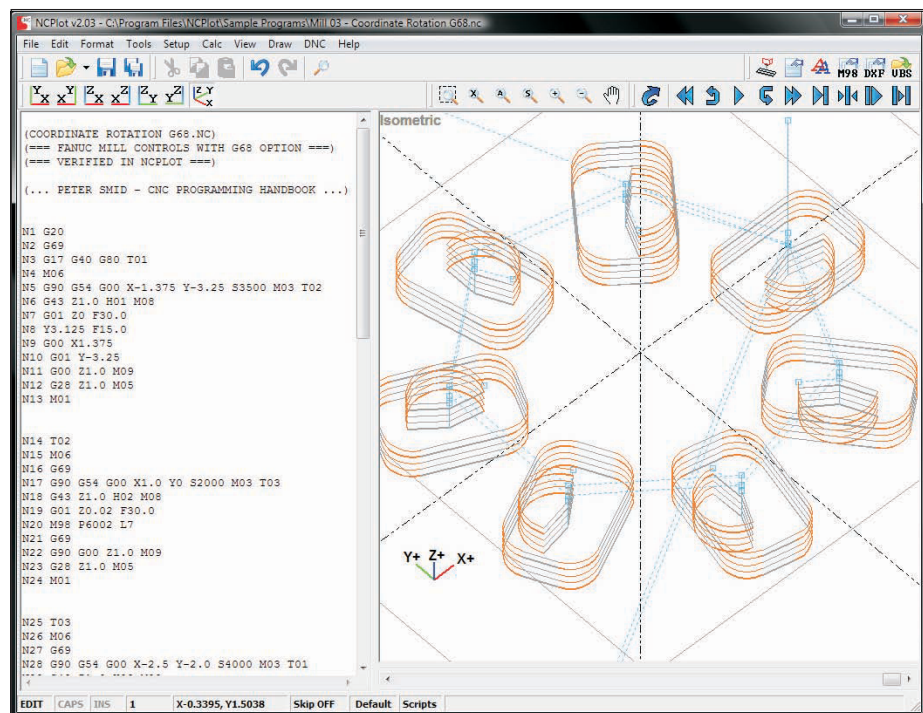 NCPlot v2.03 - C:\Program Files\NCPlot\Sample Programs\Mill 03 - Coordinate Rotation G68.nc
File Edit Format Tools Setup Calc View Draw DNC Help
M98 DXF VBS
Y X X Y Z X X Z Z Y Y Z Z Y X
X A S
(COORDINATE ROTATION G68.NC)
(=== FANUC MILL CONTROLS WITH G68 OPTION ===)
(=== VERIFIED IN NCPLOT ===)
(... PETER SMID - CNC PROGRAMMING HANDBOOK ...)
N1 G20
N2 G69
N3 G17 G40 G80 T01
N4 M06
N5 G90 G54 G00 X-1.375 Y-3.25 S3500 M03 T02
N6 G43 Z1.0 H01 M08
N7 G01 Z0 F30.0
N8 Y3.125 F15.0
N9 G00 X1.375
N10 G01 Y-3.25
N11 G00 Z1.0 M09
N12 G28 Z1.0 M05
N13 M01
N14 T02
N15 M06
N16 G69
N17 G90 G54 G00 X1.0 Y0 S2000 M03 T03
N18 G43 Z1.0 H02 M08
N19 G01 Z0.02 F30.0
N20 M98 P6002 L7
N21 G69
N22 G90 G00 Z1.0 M09
N23 G28 Z1.0 M05
N24 M01
N25 T03
N26 M06
N27 G69
N28 G90 G54 G00 X-2.5 Y-2.0 S4000 M03 T01
Isometric
Y+ Z+ X+
EDIT CAPS INS 1 X-0.3395, Y1.5038 Skip OFF Default Scripts